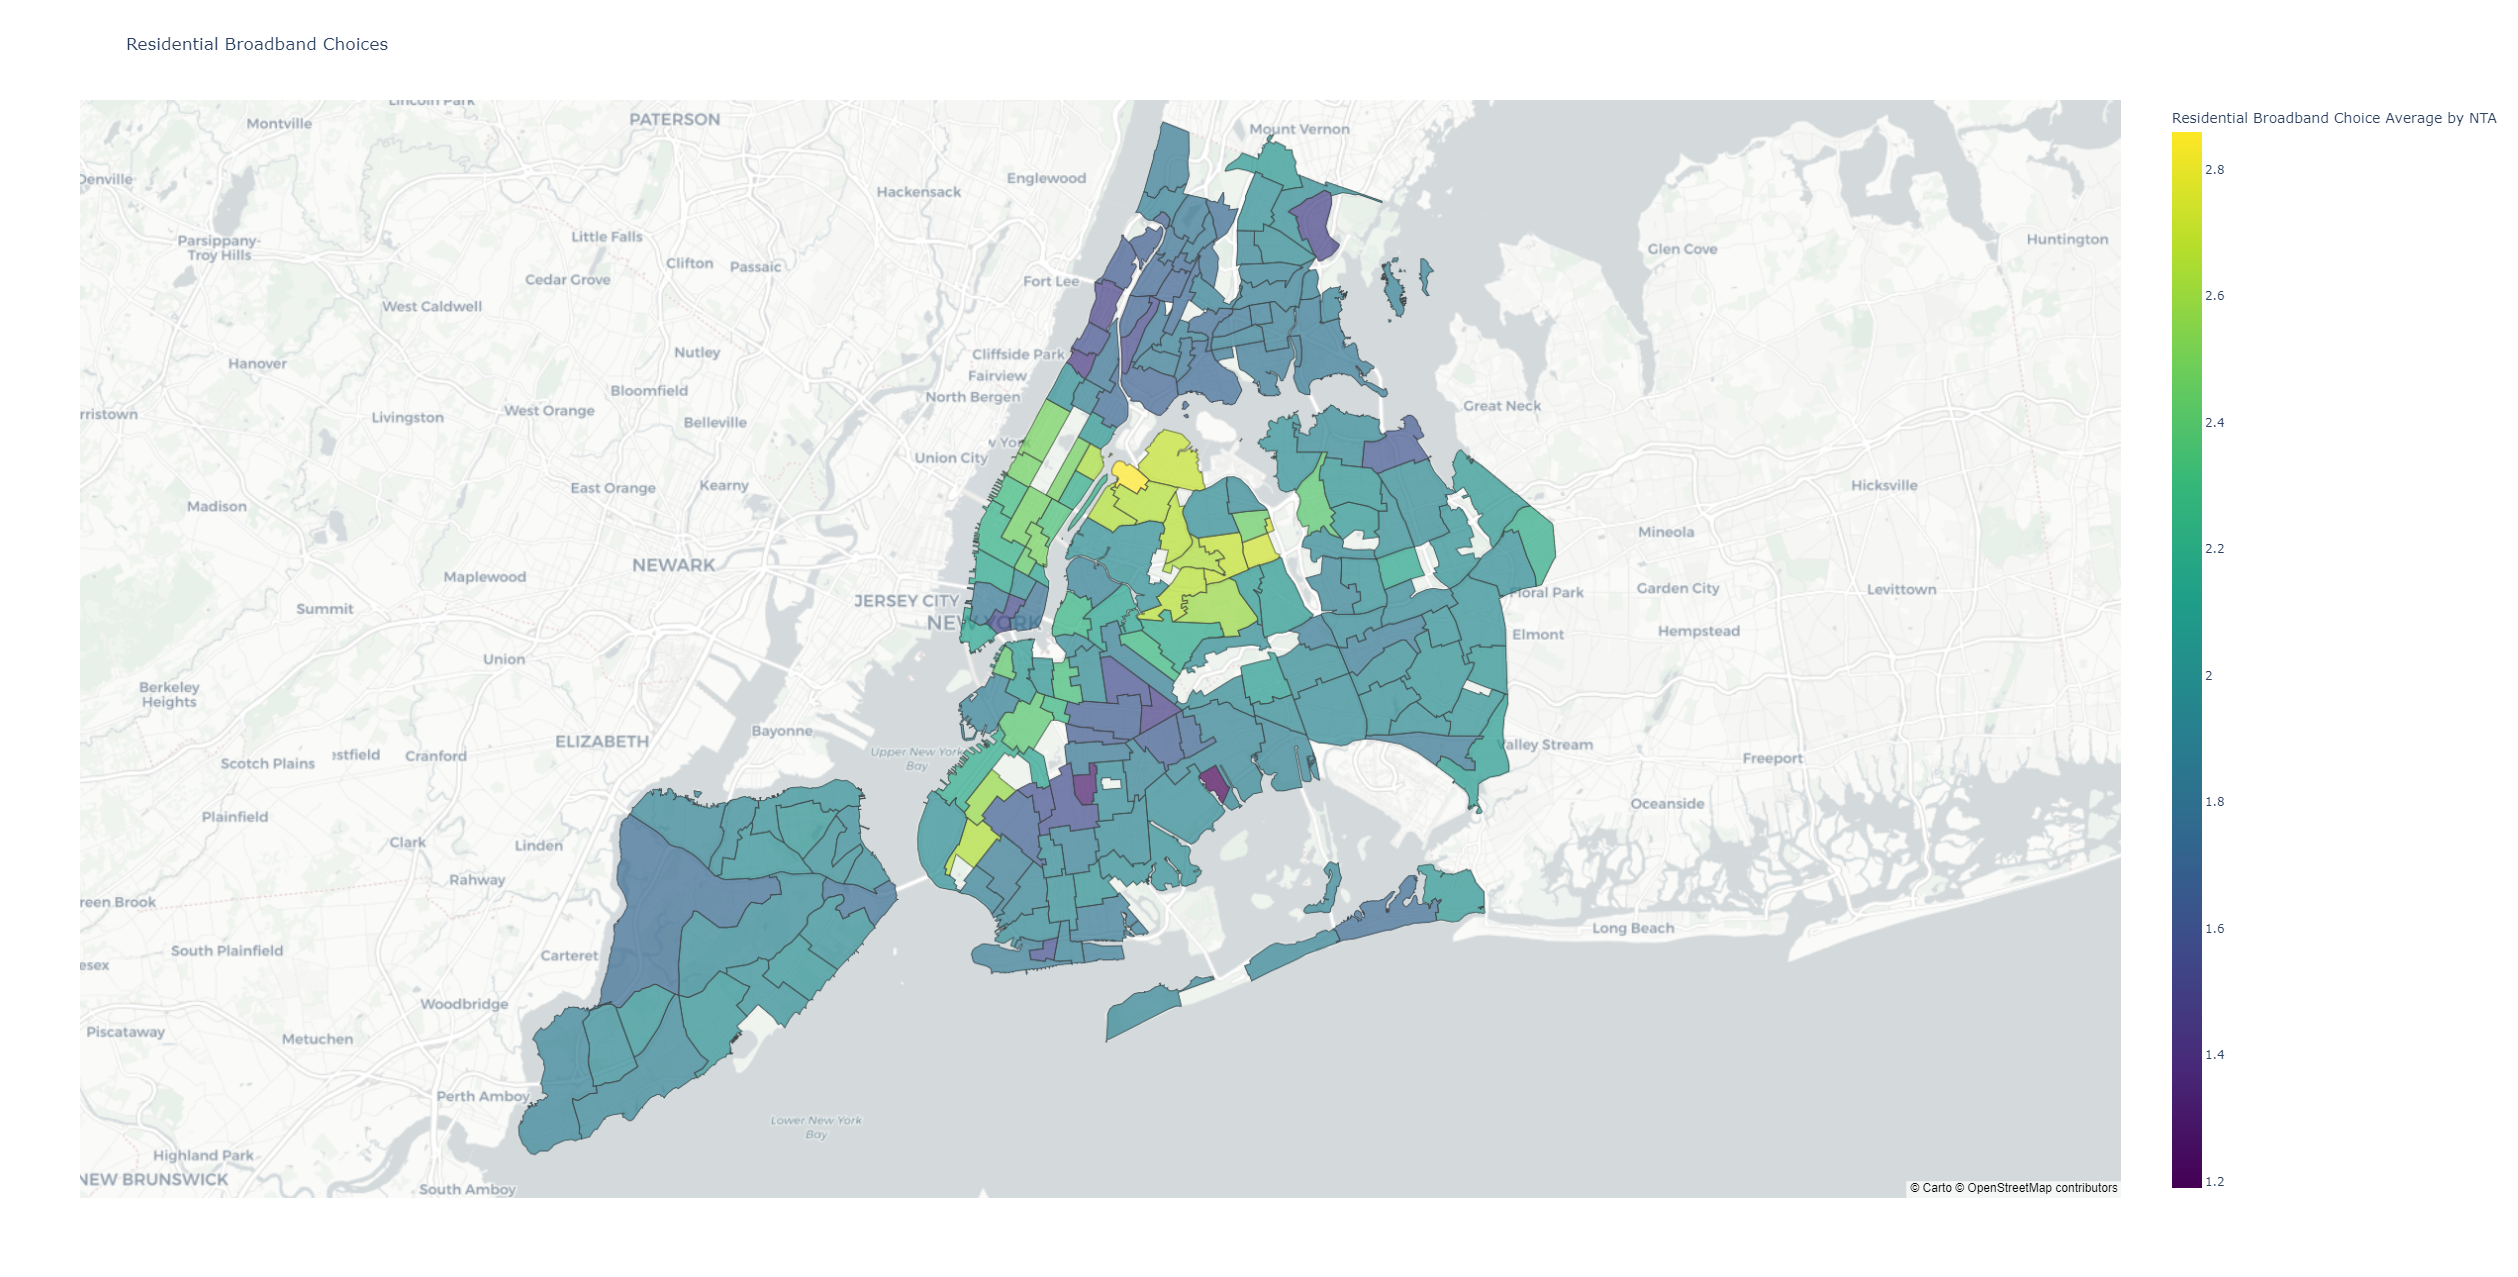 Residential Broadband Choices
Lincoln Park
Montville
PATERSON
Mount Vernon
Denville
Englewood
Hackensack
Parsippany-
Troy Hills
Little Falls
Clifton
Passaic
Cedar Grove
Fort Lee
West Caldwell
Glen Cove
Huntington
Hanover
Nutley
Cliffside Park
Fairview
Bloomfield
North Bergen
Great Neck
rristown
Livingston
West Orange
Belleville
w York
Union City
Madison
East Orange
Kearny
Hicksville
Mineola
NEWARK
Maplewood
Summit
JERSEY CITY
NEW YORK
Floral Park
Garden City
Levittown
Elmont
Hempstead
Union
Berkeley
Heights
Bayonne
ELIZABETH
Upper New York
Bay
Scotch Plains
stfield
Cranford
Valley Stream
Freeport
Plainfield
Oceanside
Clark
Linden
Rahway
reen Brook
South Plainfield
Carteret
esex
Long Beach
Woodbridge
Piscataway
Metuchen
Perth Amboy
Lower New York
Bay
Highland Park
NEW BRUNSWICK
South Amboy
© Carto © OpenStreetMap contributors
Residential Broadband Choice Average by NTA
2.8
2.6
2.4
2.2
2
1.8
1.6
1.4
1.2